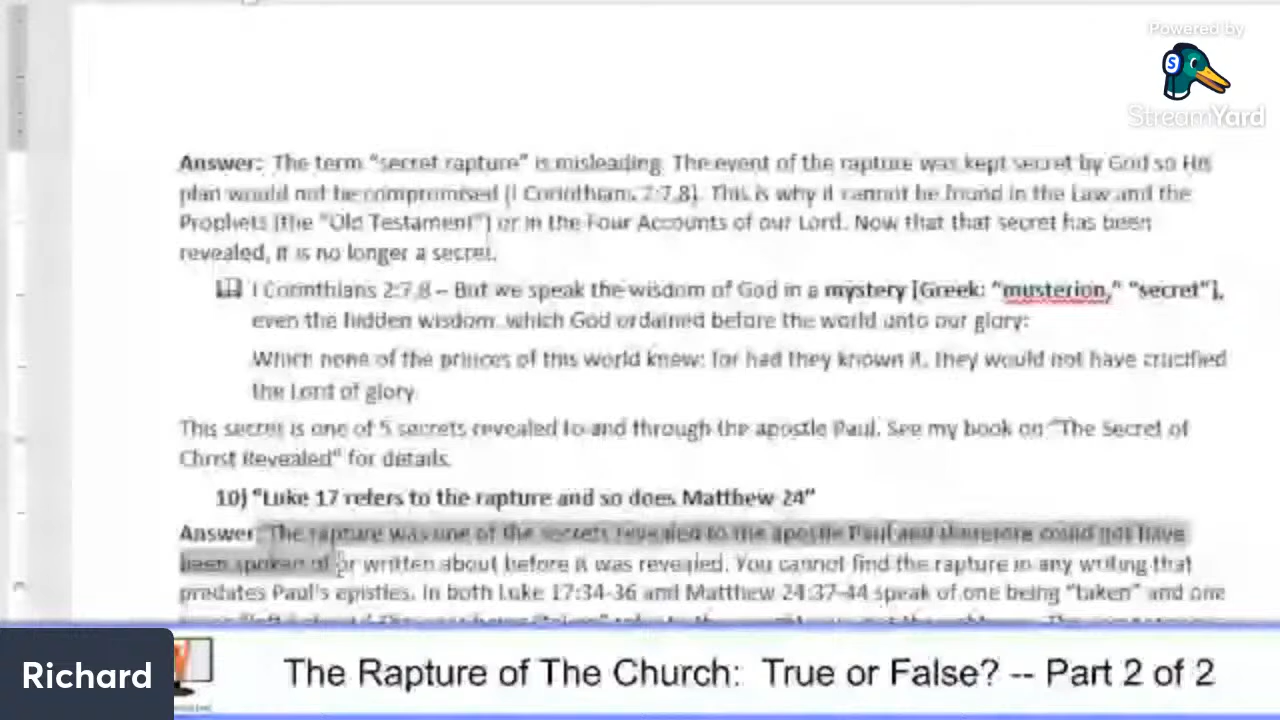 Powered by
StreamYard
Answer: The term “secret rapture” is misleading. The event of the rapture was kept secret by God so His
plan would not be compromised (I Corinthians 2:7,8). This is why it cannot be found in the Law and the
Prophets (the “Old Testament”) or in the Four Accounts of our Lord. Now that that secret has been
revealed, it is no longer a secret.
I Corinthians 2:7,8 – But we speak the wisdom of God in a mystery [Greek: “musterion,” “secret”],
even the hidden wisdom, which God ordained before the world unto our glory:
Which none of the princes of this world knew: for had they known it, they would not have crucified
the Lord of glory.
This secret is one of 5 secrets revealed to and through the apostle Paul. See my book on “The Secret of
Christ Revealed” for details.
10) “Luke 17 refers to the rapture and so does Matthew 24”
Answer: The rapture was one of the secrets revealed to the apostle Paul and therefore could not have
been spoken of or written about before it was revealed. You cannot find the rapture in any writing that
predates Paul's epistles. In both Luke 17:34-36 and Matthew 24:37-44 speak of one being “taken” and one
Richard
The Rapture of The Church: True or False? -- Part 2 of 2